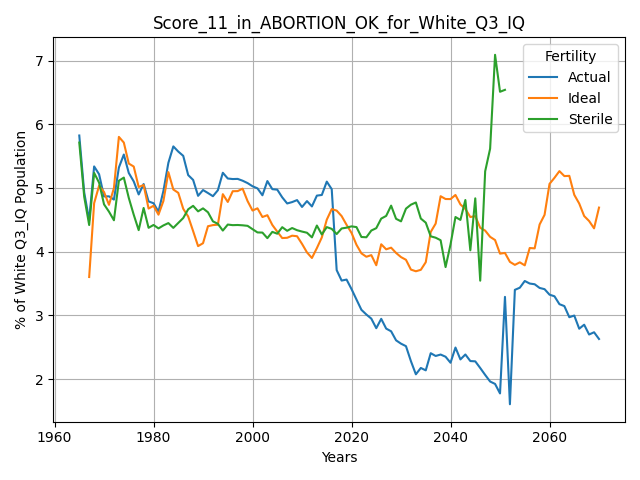 Score_11_in_ABORTION_OK_for_White_Q3_IQ
% of White Q3_IQ Population
7
6
5
4
3
2
Fertility
Actual
Ideal
Sterile
1960
1980
2000
2020
2040
2060
Years